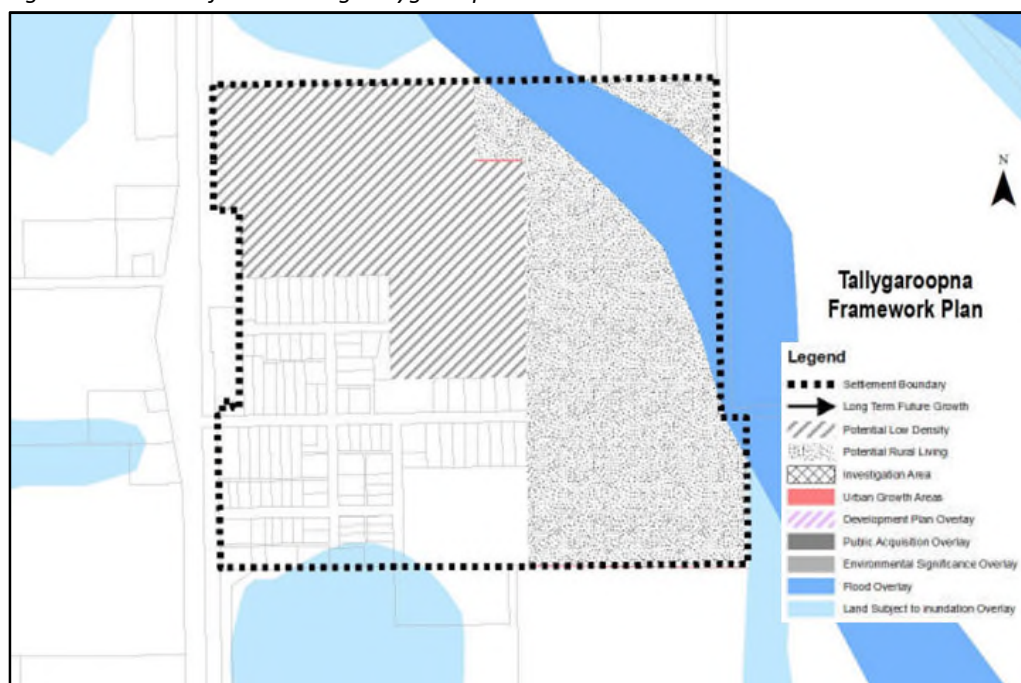 N
Tallygaroopna
Framework Plan
Legend
Settlement Boundary
Long Term Future Growth
Potential Low Density
Potential Rural Living
Investigation Area
Urban Growth Areas
Development Plan Overlay
Public Acquisition Overlay
Environmental Significance Overlay
Flood Overlay
Land Subject to inundation Overlay